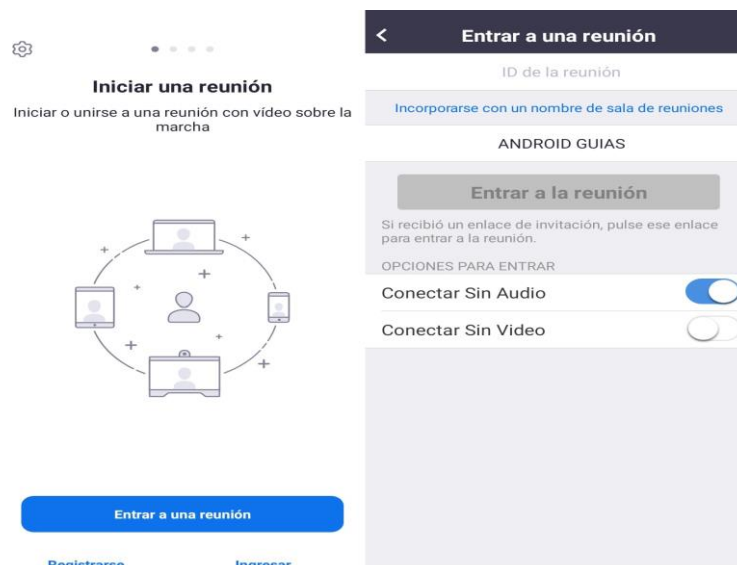 Iniciar una reunión
Iniciar o unirse a una reunión con vídeo sobre la
marcha
Entrar a una reunión
Registrarse
Ingresar
Entrar a una reunión
ID de la reunión
Incorporarse con un nombre de sala de reuniones
ANDROID GUIAS
Entrar a la reunión
Si recibió un enlace de invitación, pulse ese enlace
para entrar a la reunión.
OPCIONES PARA ENTRAR
Conectar Sin Audio
Conectar Sin Video